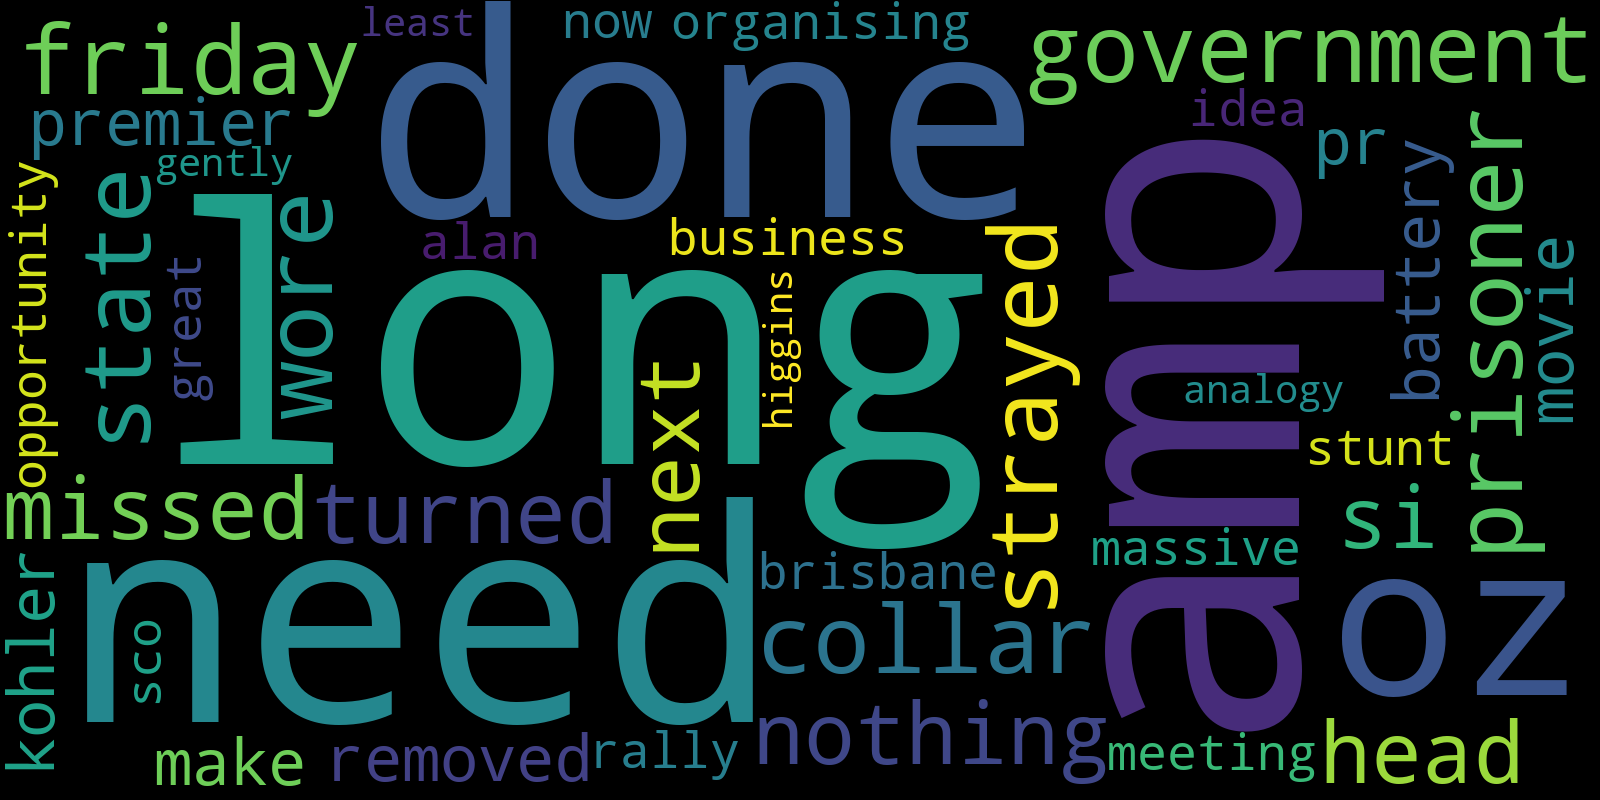 least
now
organising
friday
done
government
premier
idea
pr
gently
opportunity
state
great
wore
long
alan
business
higgins
next
strayed
amp
analogy
battery
prisoner
movie
stunt
missed
turned
si
massive
brisbane
kohler
sco
need
collar
oz
nothing
make
removed
rally
meeting
head